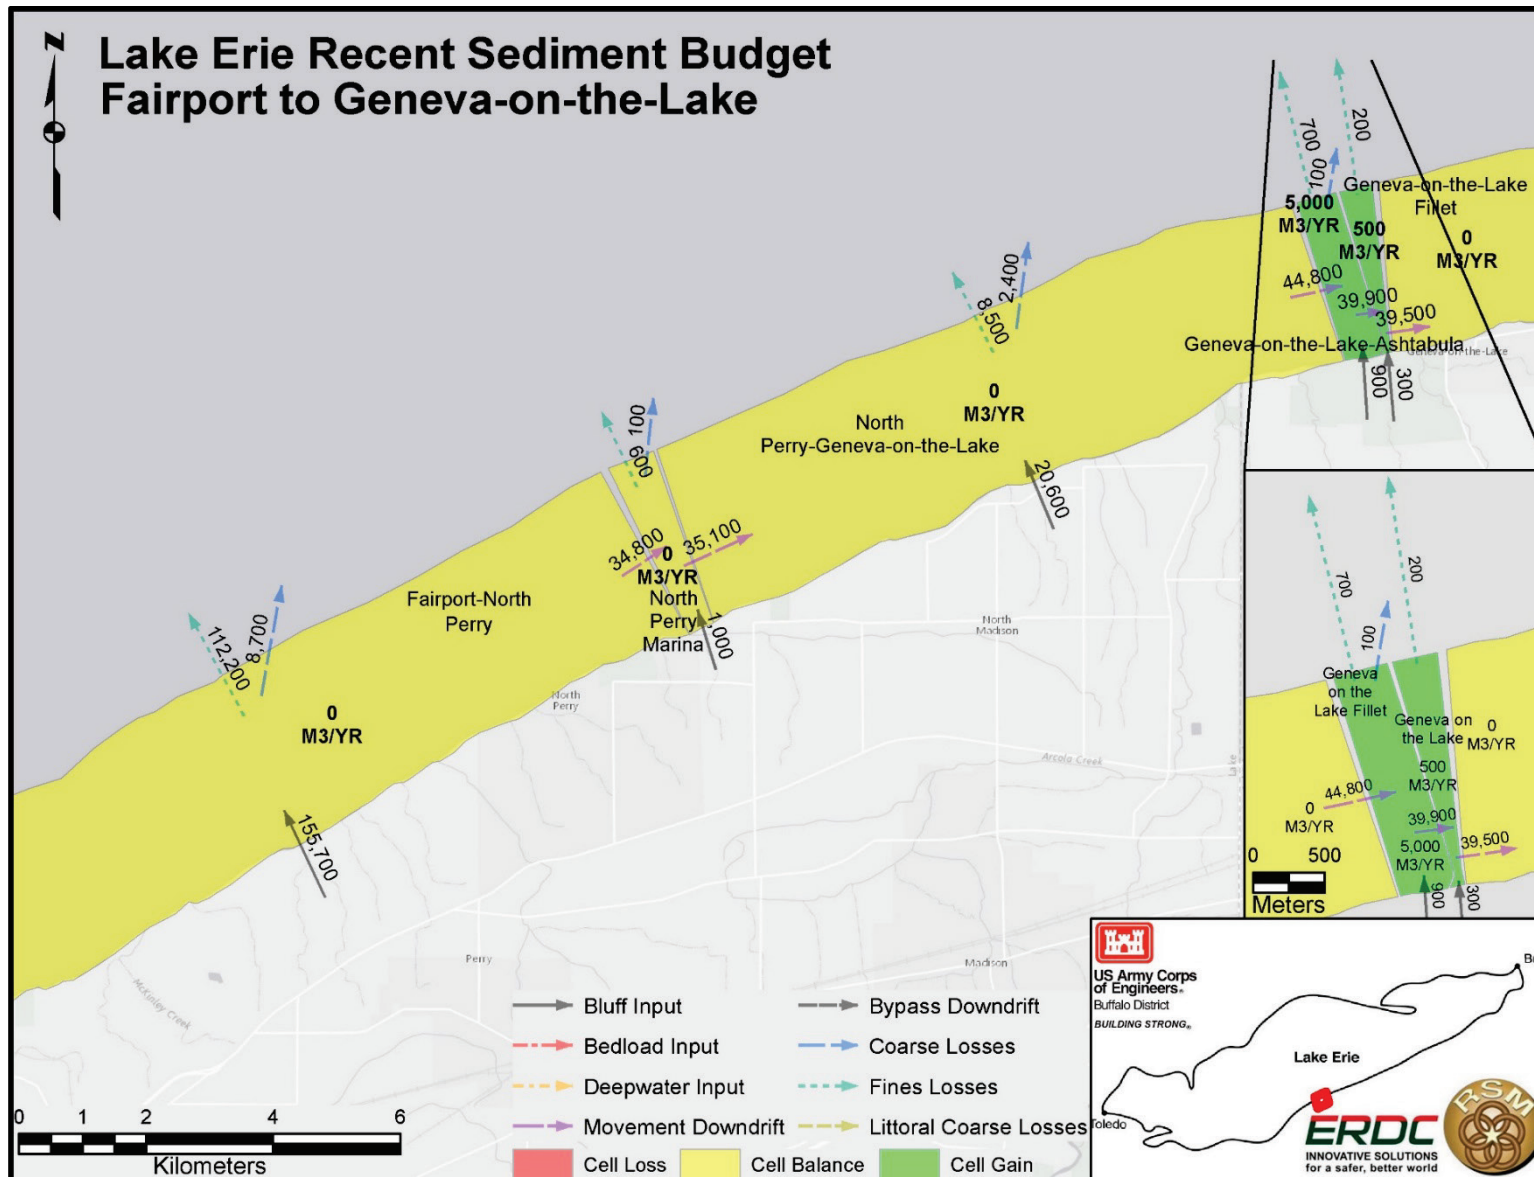 Lake Erie Recent Sediment Budget
Fairport to Geneva-on-the-Lake
N
700
200
100
5,000
M3/YR
Geneva-on-the-Lake
Fillet
500
M3/YR
0
M3/YR
44,800
39,900
39,500
Geneva-on-the-Lake-Ashtabula
Geneva-on-the-Lake
900
300
8,500
2,400
0
M3/YR
North
Perry-Geneva-on-the-Lake
20,600
600
100
34,800
35,100
0
M3/YR
North
Perry
Marina
1,000
Fairport-North
Perry
112,200
8,700
0
M3/YR
155,700
North
Madison
North
Perry
Arcola Creek
Lake
Perry
Madison
McKinley Creek
700
200
100
Geneva
on the
Lake Fillet
Geneva on
the Lake
0
M3/YR
500
M3/YR
44,800
0
M3/YR
39,900
39,500
5,000
M3/YR
900
300
0 500
Meters
Bluff Input
Bypass Downdrift
Bedload Input
Coarse Losses
Deepwater Input
Fines Losses
Movement Downdrift
Littoral Coarse Losses
Cell Loss
Cell Balance
Cell Gain
0 1 2 4 6
Kilometers
US Army Corps
of Engineers®
Buffalo District
BUILDING STRONG®
Lake Erie
Toledo
Bu
ERDC
INNOVATIVE SOLUTIONS
for a safer, better world
RSM